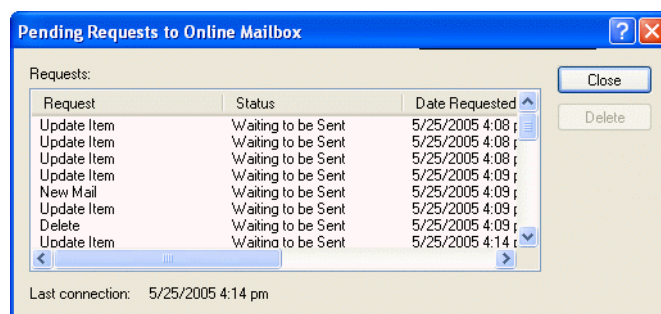 Pending Requests to Online Mailbox
Requests:
Close
Request Status Date Requested
Delete
Update Item Waiting to be Sent 5/25/2005 4:08 p
Update Item Waiting to be Sent 5/25/2005 4:08 p
Update Item Waiting to be Sent 5/25/2005 4:08 p
Update Item Waiting to be Sent 5/25/2005 4:09 p
New Mail Waiting to be Sent 5/25/2005 4:09 p
Update Item Waiting to be Sent 5/25/2005 4:09 p
Delete Waiting to be Sent 5/25/2005 4:09 p
Update Item Waiting to be Sent 5/25/2005 4:14 p
Last connection: 5/25/2005 4:14 pm